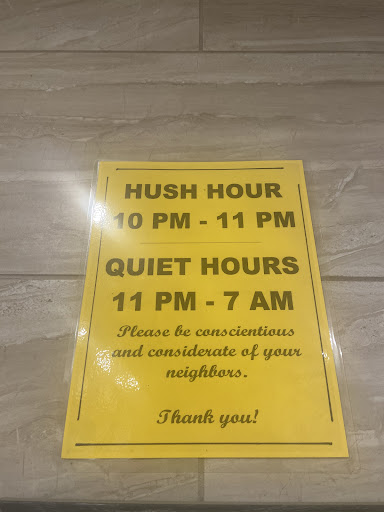 HUSH HOUR
10 PM - 11 PM
QUIET HOURS
11 PM - 7 AM
Please be conscientious
and considerate of your
neighbors.
Thank you!